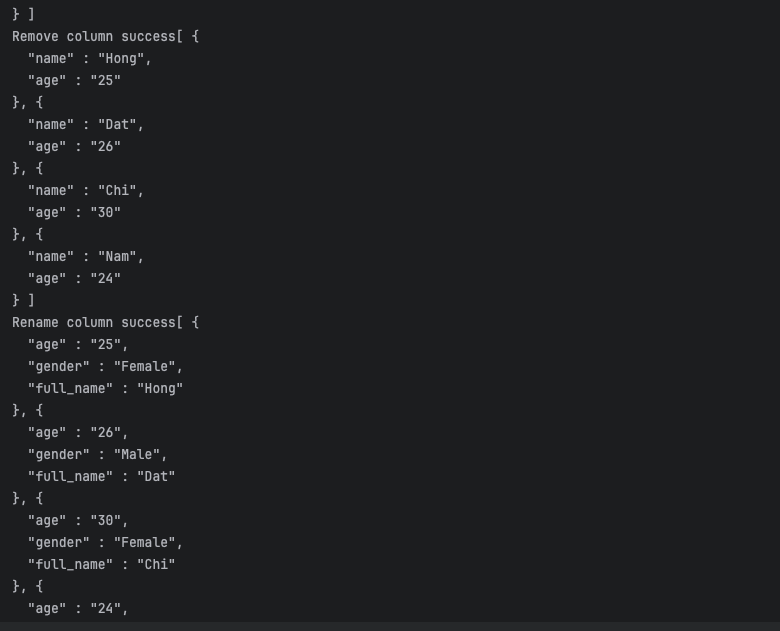 } ]
Remove column success[ {
  "name" : "Hong",
  "age" : "25"
}, {
  "name" : "Dat",
  "age" : "26"
}, {
  "name" : "Chi",
  "age" : "30"
}, {
  "name" : "Nam",
  "age" : "24"
} ]
Rename column success[ {
  "age" : "25",
  "gender" : "Female",
  "full_name" : "Hong"
}, {
  "age" : "26",
  "gender" : "Male",
  "full_name" : "Dat"
}, {
  "age" : "30",
  "gender" : "Female",
  "full_name" : "Chi"
}, {
  "age" : "24",